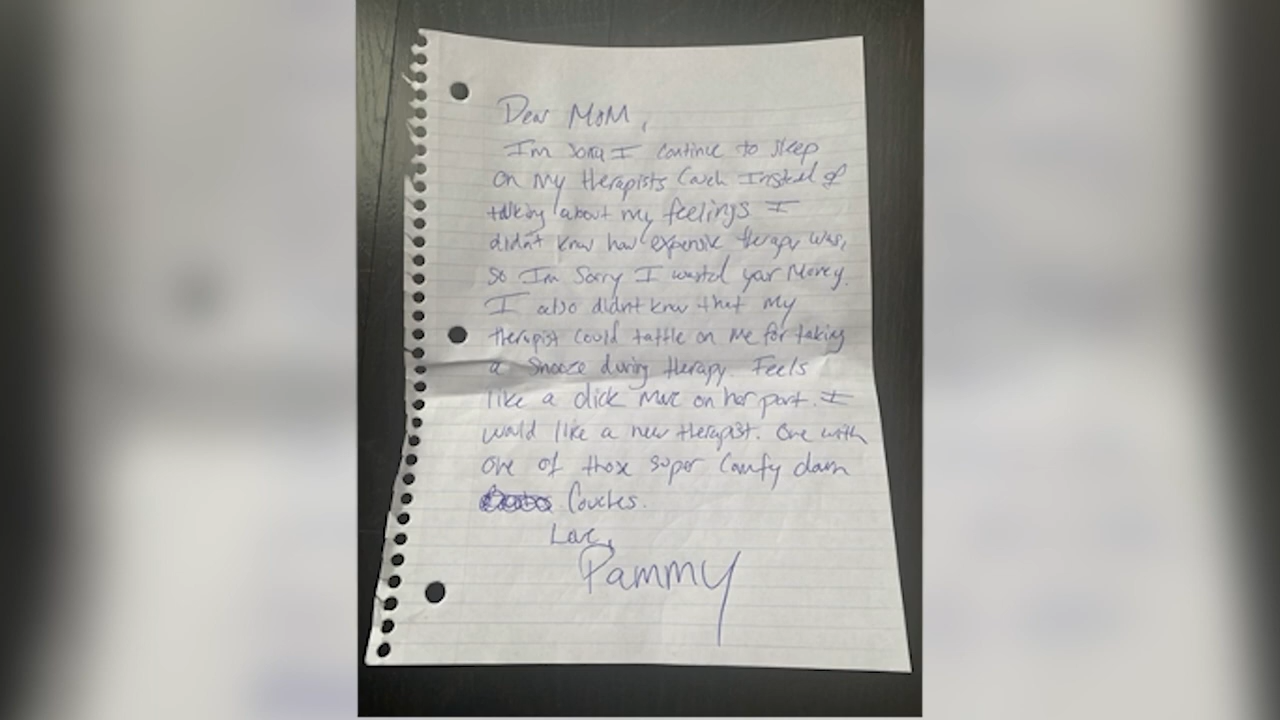 Dear MOM,
I'm sorry I continue to sleep
on my therapists couch Instead of
talking about my feelings I
didn't know how expensive therapy was,
so Im Sorry I wasted your Money.
I also didnt know that my
therapist could tattle on me for taking
a snooze during therapy. Feels
like a dick move on her part. I
would like a new therapist. One with
one of those super comfy down
Couches.
Love,
Pammy